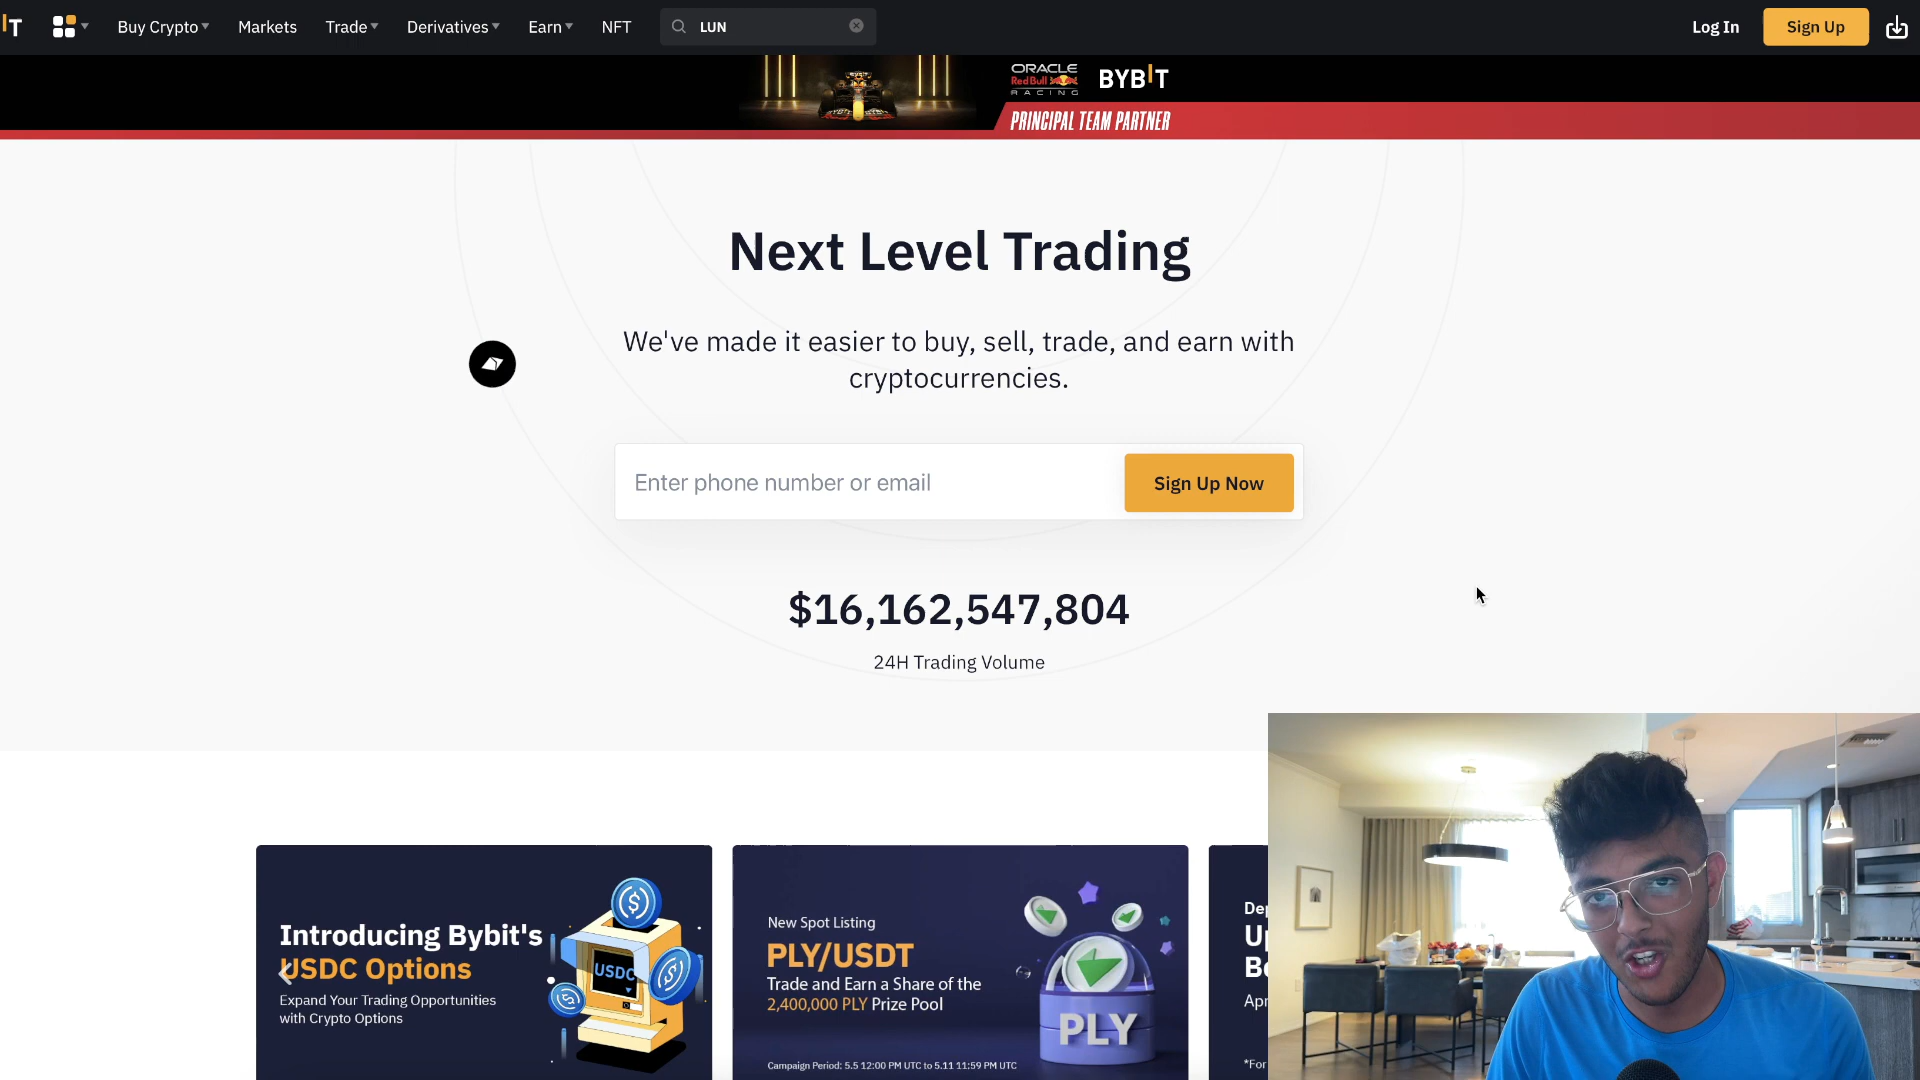 BYBIT
Buy Crypto
Markets
Trade
Derivatives
Earn
NFT
LUN
Log In
Sign Up
ORACLE
Red Bull
RACING
BYBIT
PRINCIPAL TEAM PARTNER
Next Level Trading
We've made it easier to buy, sell, trade, and earn with
cryptocurrencies.
Enter phone number or email
Sign Up Now
$16,162,547,804
24H Trading Volume
Introducing Bybit's
USDC Options
Expand Your Trading Opportunities
with Crypto Options
USDC
New Spot Listing
PLY/USDT
Trade and Earn a Share of the
2,400,000 PLY Prize Pool
PLY
Campaign Period: 5.5 12:00 PM UTC to 5.11 11:59 PM UTC
*For